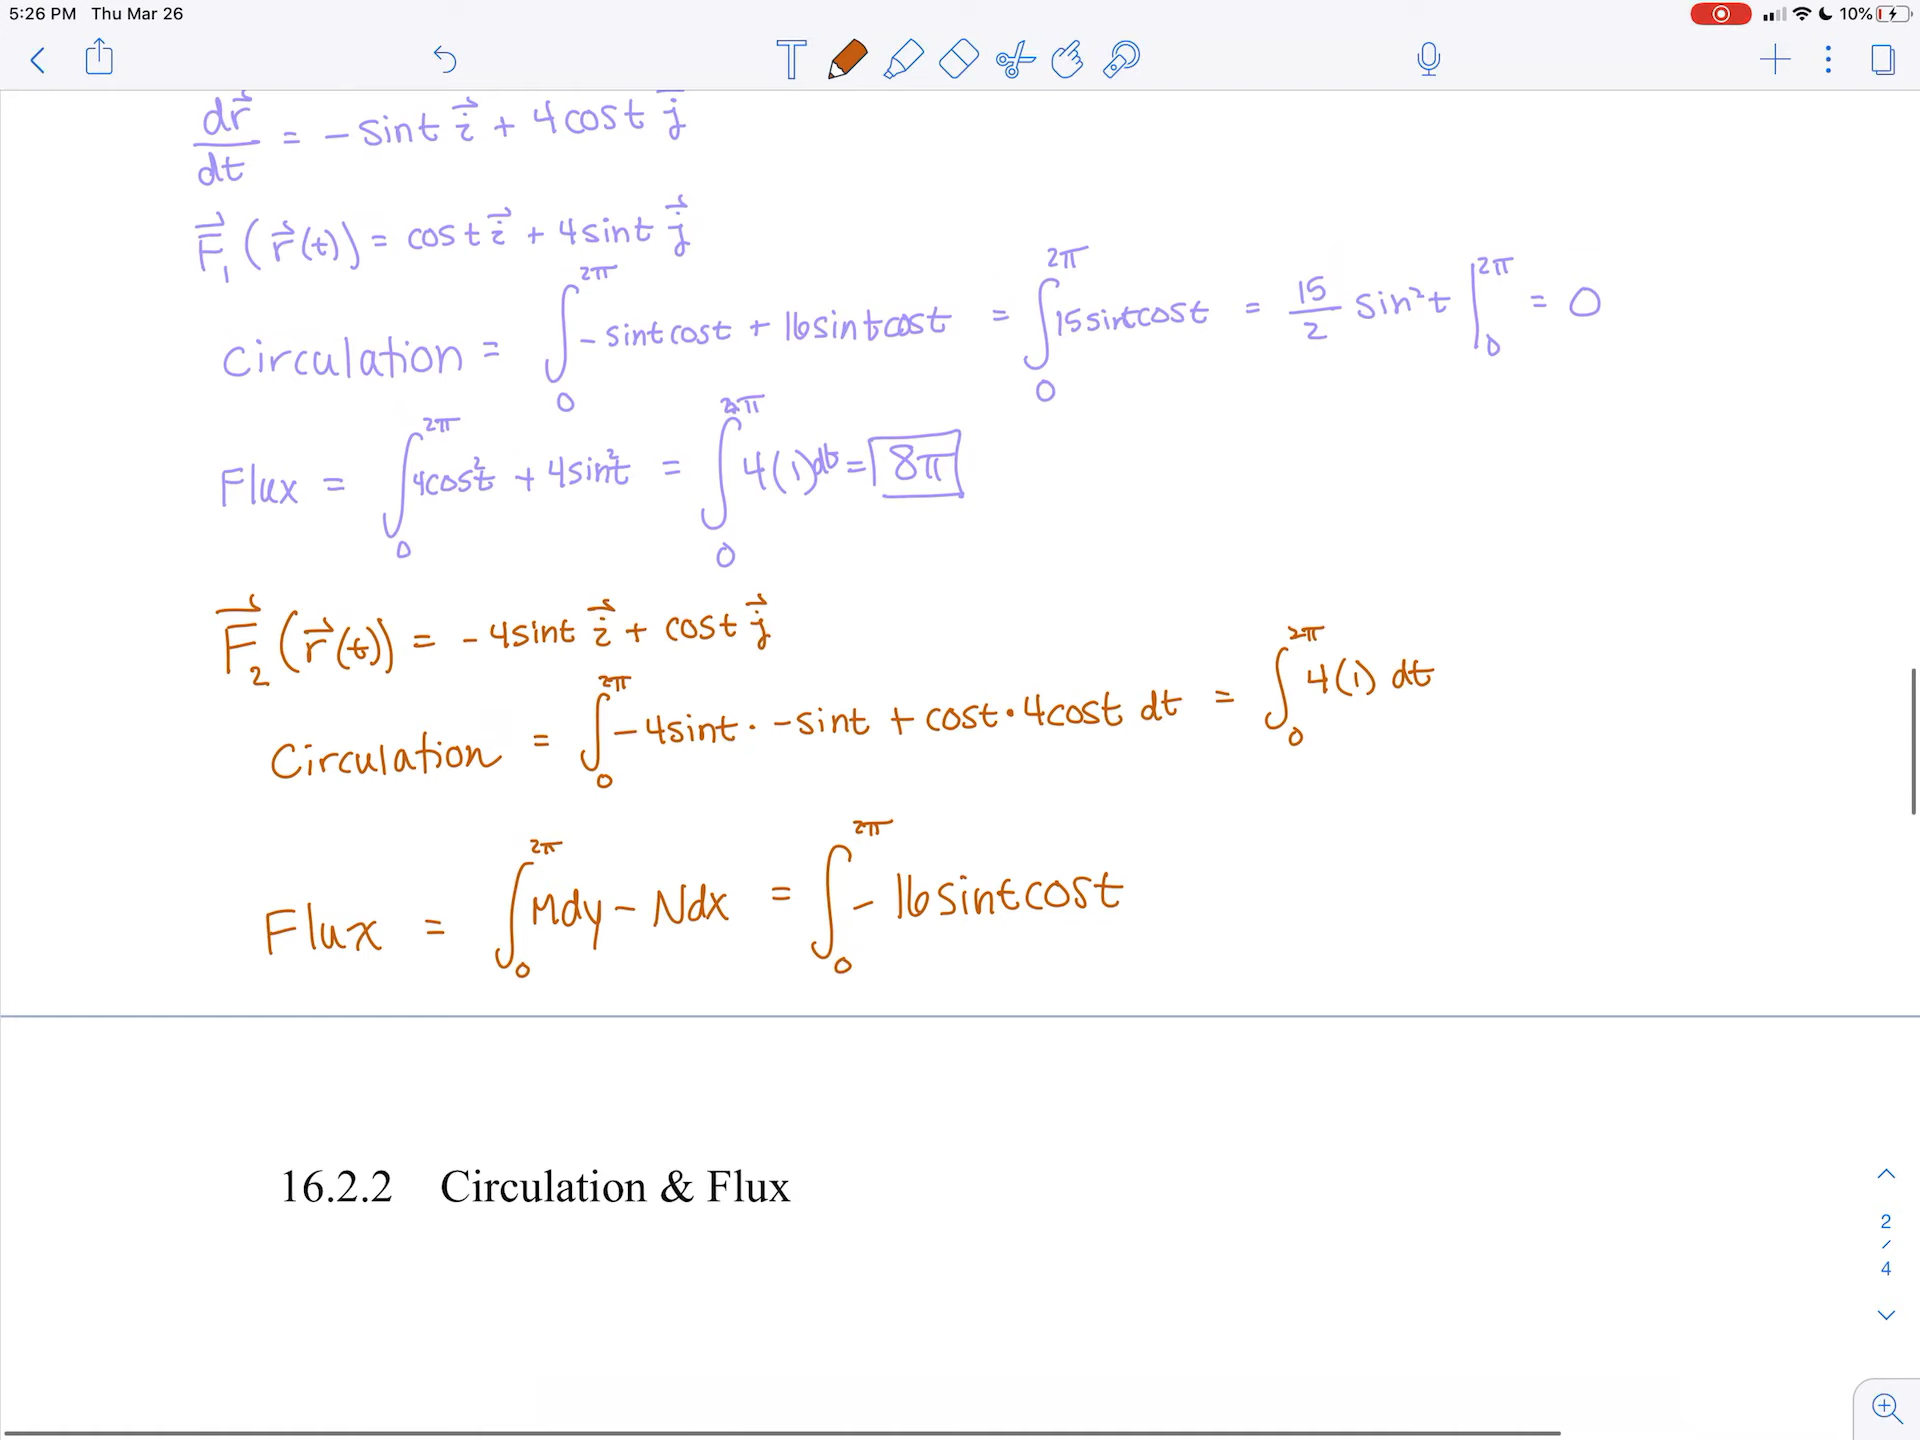 5:26 PM Thu Mar 26 10%
dr⃗/dt = -sint i⃗ + 4cost j⃗
F⃗₁(r⃗(t)) = cost i⃗ + 4sint j⃗
Circulation = ∫₀^2π -sintcost + 16sintcost = ∫₀^2π 15sintcost = 15/2 sin²t |₀^2π = 0
Flux = ∫₀^2π 4cos²t + 4sin²t = ∫₀^2π 4(1)dt = 8π
F⃗₂(r⃗(t)) = -4sint i⃗ + cost j⃗
Circulation = ∫₀^2π -4sint · -sint + cost · 4cost dt = ∫₀^2π 4(1) dt
Flux = ∫₀^2π Mdy - Ndx = ∫₀^2π -16sintcost
16.2.2 Circulation & Flux
2
/
4